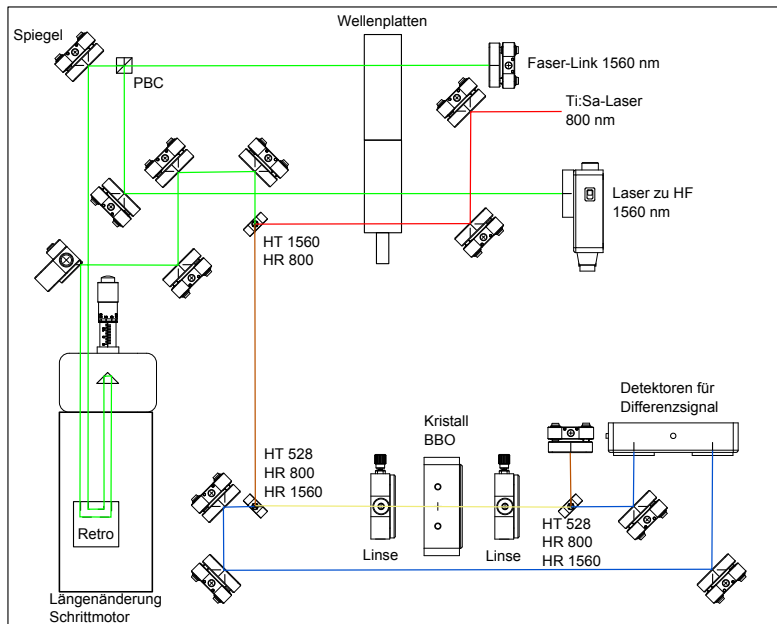 Spiegel
Wellenplatten
PBC
Faser-Link 1560 nm
Ti:Sa-Laser
800 nm
Laser zu HF
1560 nm
HT 1560
HR 800
Detektoren für
Differenzsignal
Kristall
BBO
HT 528
HR 800
HR 1560
Linse
Linse
HT 528
HR 800
HR 1560
Retro
Längenänderung
Schrittmotor